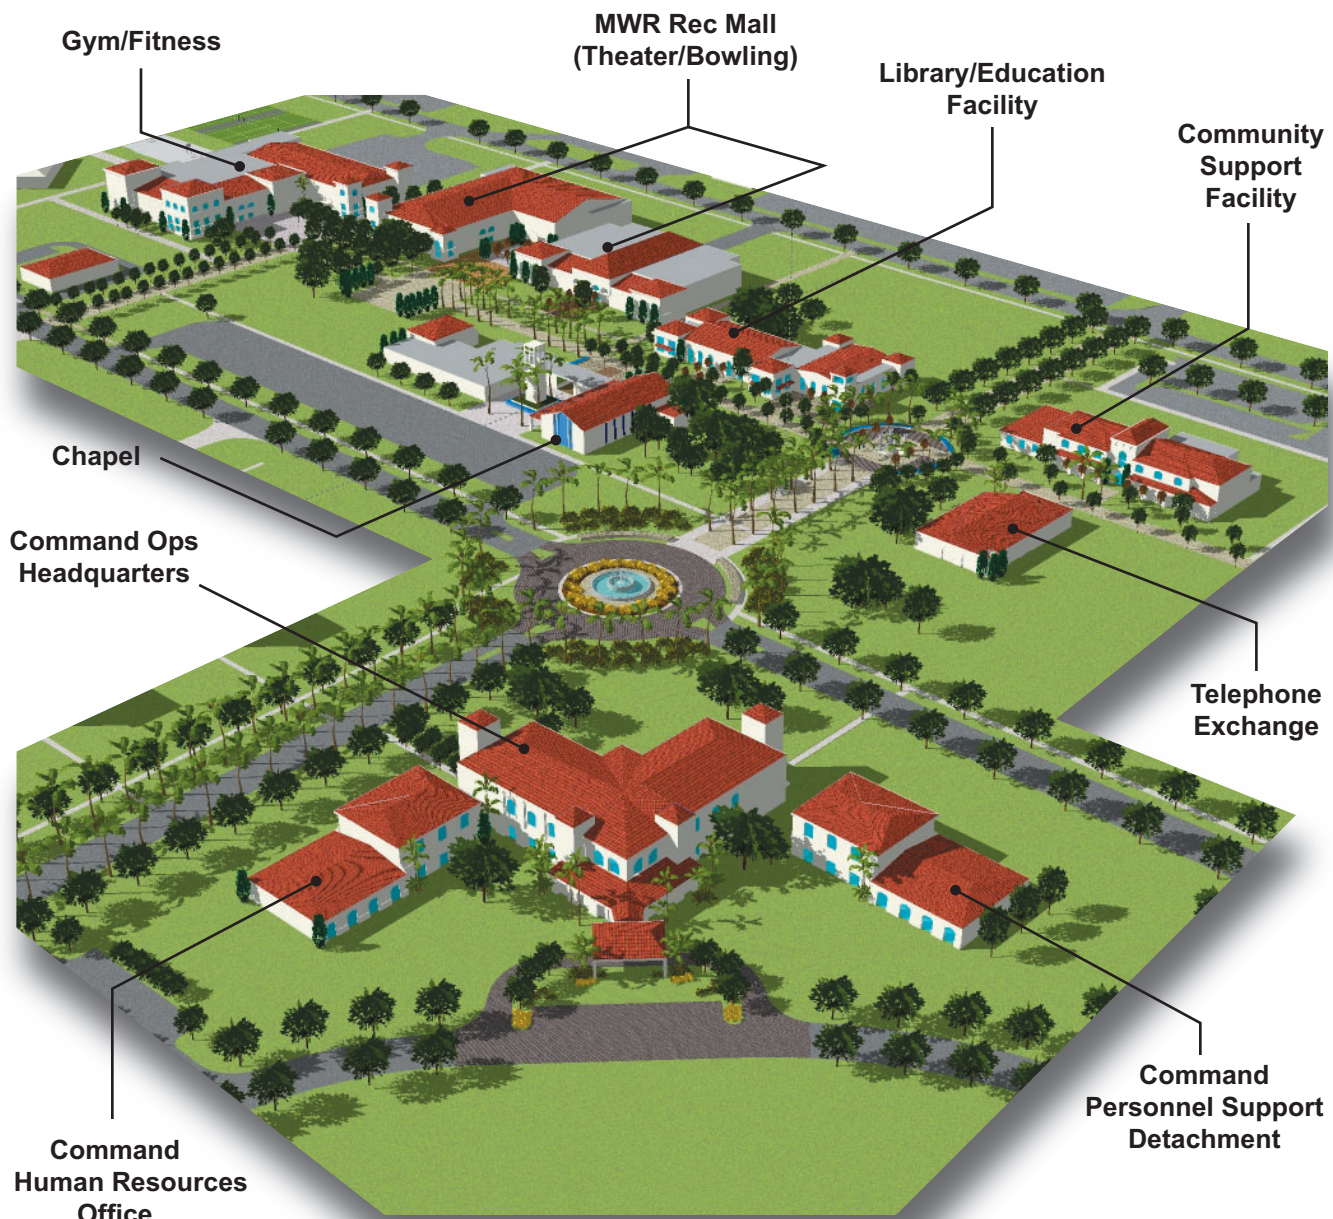 Gym/Fitness
MWR Rec Mall
(Theater/Bowling)
Library/Education
Facility
Community
Support
Facility
Chapel
Command Ops
Headquarters
Telephone
Exchange
Command
Personnel Support
Detachment
Command
Human Resources
Office